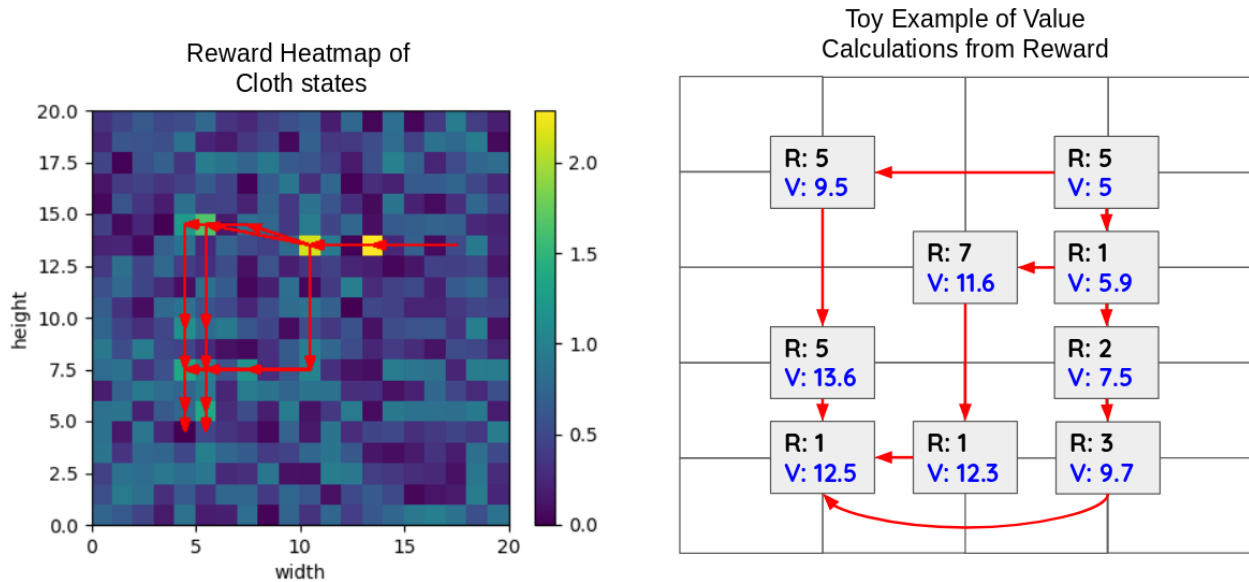 Reward Heatmap of
Cloth states
20.0
17.5
15.0
12.5
10.0
7.5
5.0
2.5
0.0
height
0
5
10
15
20
width
2.0
1.5
1.0
0.5
0.0
Toy Example of Value
Calculations from Reward
R: 5
V: 9.5
R: 5
V: 5
R: 7
V: 11.6
R: 1
V: 5.9
R: 5
V: 13.6
R: 2
V: 7.5
R: 1
V: 12.5
R: 1
V: 12.3
R: 3
V: 9.7